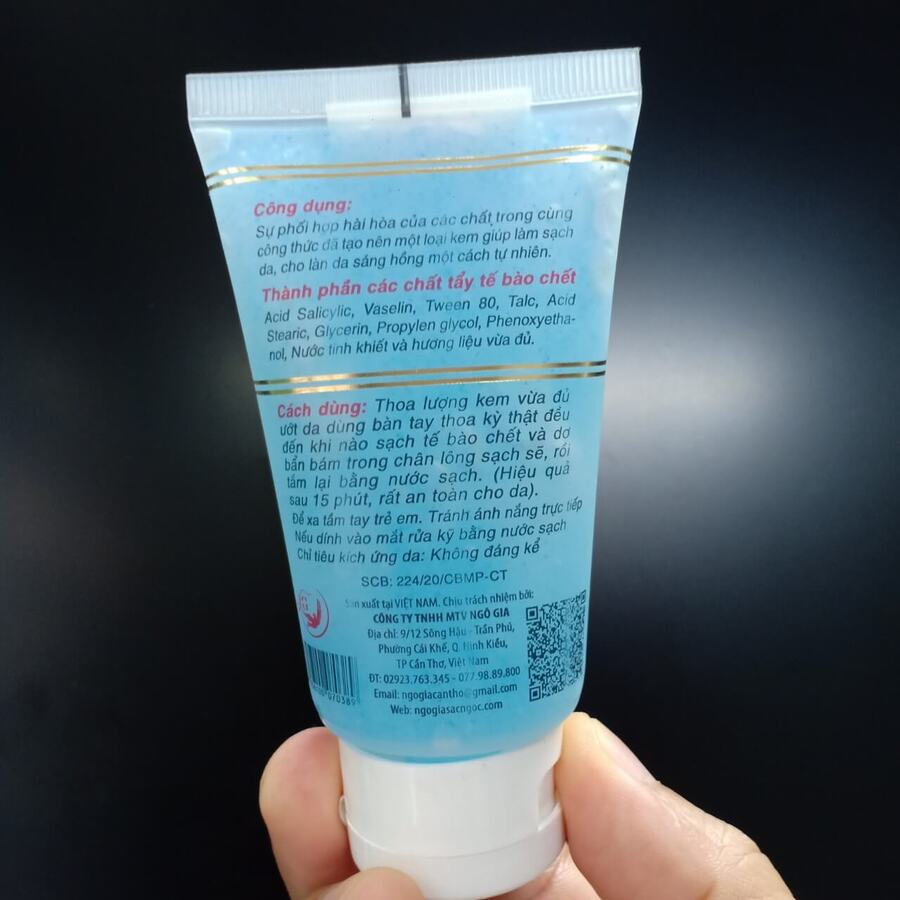 Công dụng:
Sự phối hợp hài hòa của các chất trong cùng
công thức đã tạo nên một loại kem giúp làm sạch
da, cho làn da sáng hồng một cách tự nhiên.
Thành phần các chất tẩy tế bào chết
Acid Salicylic, Vaselin, Tween 80, Talc, Acid
Stearic, Glycerin, Propylen glycol, Phenoxyetha-
nol, Nước tinh khiết và hương liệu vừa đủ.
Cách dùng: Thoa lượng kem vừa đủ
ướt da dùng bàn tay thoa kỳ thật đều
đến khi nào sạch tế bào chết và dơ
bẩn bám trong chân lông sạch sẽ, rồi
tắm lại bằng nước sạch. (Hiệu quả
sau 15 phút, rất an toàn cho da).
Để xa tầm tay trẻ em. Tránh ánh nắng trực tiếp
Nếu dính vào mắt rửa kỹ bằng nước sạch
Chỉ tiêu kích ứng da: Không đáng kể
SCB: 224/20/CBMP-CT
Sản xuất tại VIỆT NAM. Chịu trách nhiệm bởi:
CÔNG TY TNHH MTV NGÔ GIA
Địa chỉ: 9/12 Sông Hậu - Trần Phú,
Phường Cái Khế, Q. Ninh Kiều,
TP Cần Thơ, Việt Nam
ĐT: 02923.763.345 - 077.98.89.800
Email: ngogiacantho@gmail.com
Web: ngogiasacngoc.com